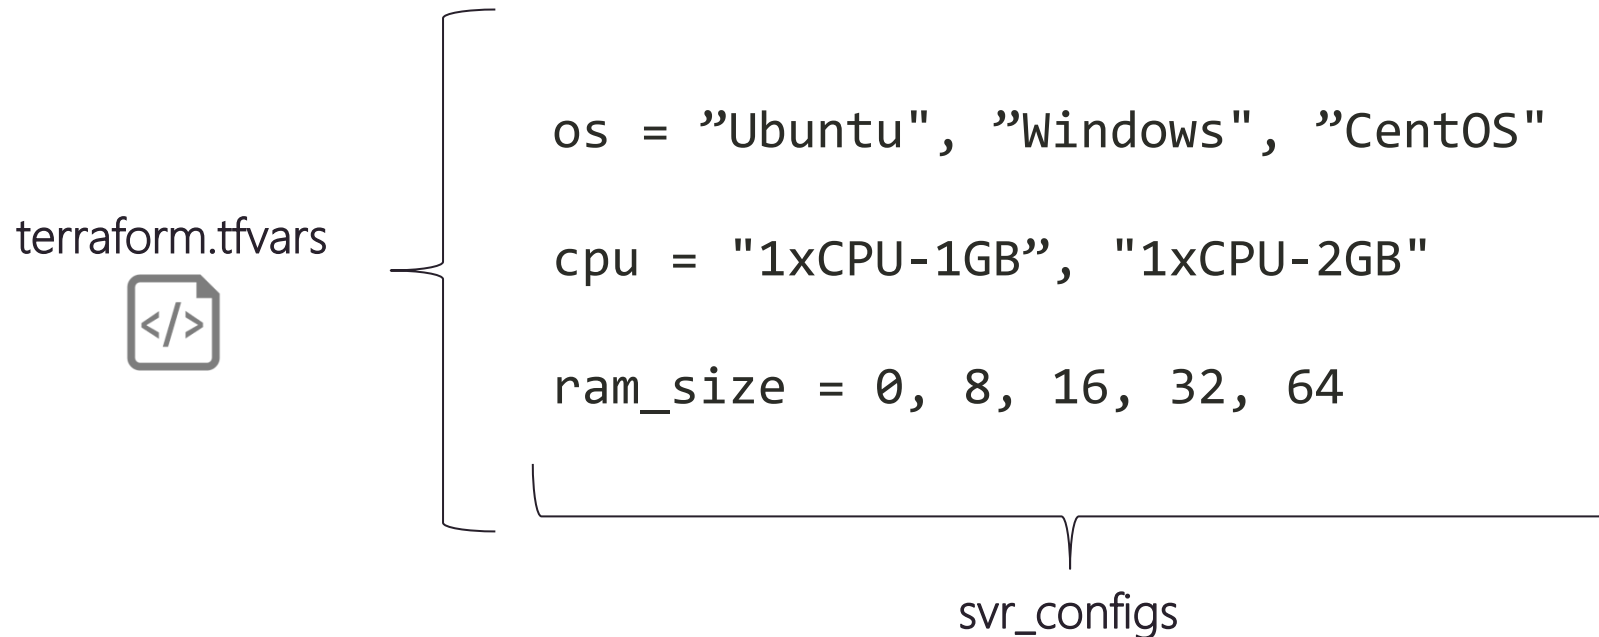 os = ”Ubuntu", ”Windows", ”CentOS"
terraform.tfvars
cpu = "1xCPU-1GB”, "1xCPU-2GB"
</>
ram_size = 0, 8, 16, 32, 64
svr_configs